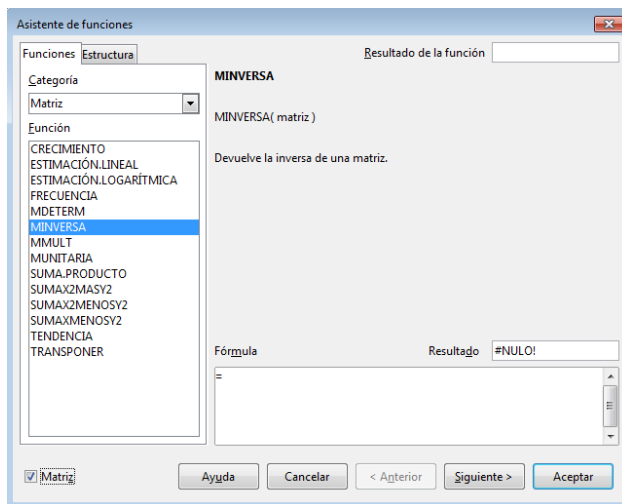 Asistente de funciones
Funciones Estructura
Resultado de la función
Categoría
Matriz
Función
CRECIMIENTO
ESTIMACIÓN.LINEAL
ESTIMACIÓN.LOGARÍTMICA
FRECUENCIA
MDETERM
MINVERSA
MMULT
MUNITARIA
SUMA.PRODUCTO
SUMAX2MASY2
SUMAX2MENOSY2
SUMAXMENOSY2
TENDENCIA
TRANSPONER
MINVERSA
MINVERSA( matriz )
Devuelve la inversa de una matriz.
Fórmula Resultado #NULO!
=
Matriz Ayuda Cancelar < Anterior Siguiente > Aceptar